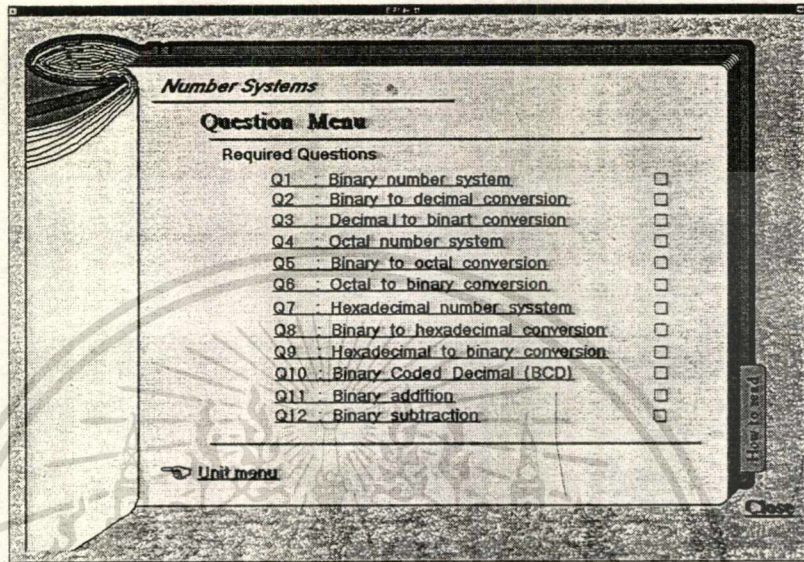 Number Systems
Question Menu
Required Questions
Q1 : Binary number system
Q2 : Binary to decimal conversion
Q3 : Decimal to binart conversion
Q4 : Octal number system
Q5 : Binary to octal conversion
Q6 : Octal to binary conversion
Q7 : Hexadecimal number sysstem
Q8 : Binary to hexadecimal conversion
Q9 : Hexadecimal to binary conversion
Q10 : Binary Coded Decimal (BCD)
Q11 : Binary addition
Q12 : Binary subtraction
Unit menu
How to read
Close